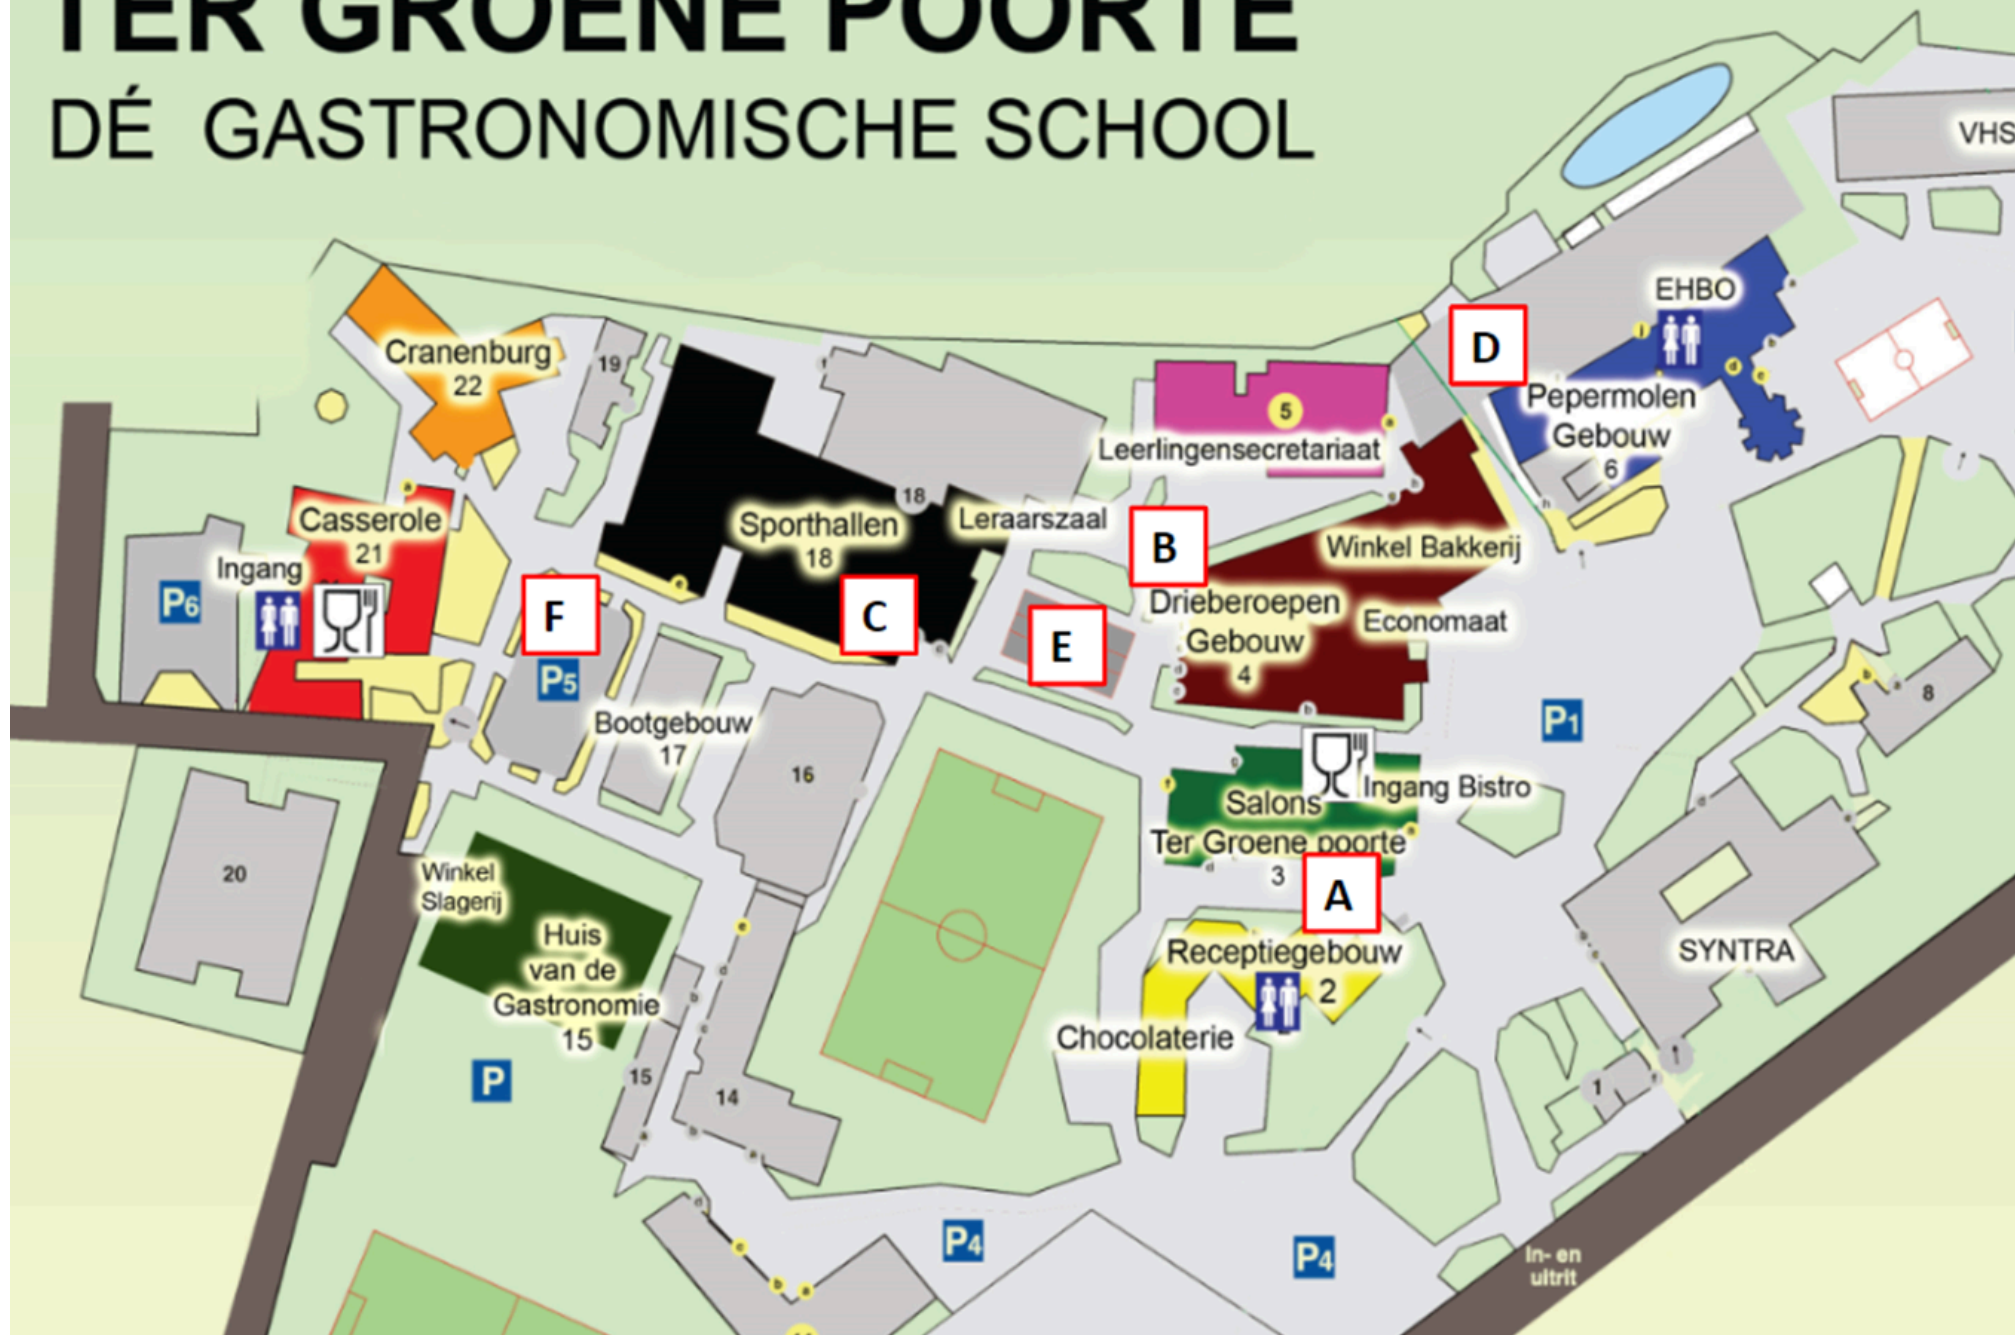 TER GROENE POORTE
DÉ GASTRONOMISCHE SCHOOL
VHS
EHBO
D
Cranenburg
22
19
j
a
b
d
Pepermolen
Gebouw
6
5
a
Leerlingensecretariaat
h
g
h
18
Leraarszaal
Sporthallen
18
a
Casserole
21
Ingang
P6
B
Winkel Bakkerij
e
F
C
E
Drieberoepen
Gebouw
4
Economaat
P5
d
b
P1
b
a
8
Bootgebouw
17
16
g
f
Ingang Bistro
Salons
Ter Groene poorte
3
d
A
d
20
Winkel
Slagerij
Huis
van de
Gastronomie
15
e
d
b
Receptiegebouw
2
SYNTRA
Chocolaterie
P
15
14
1
a
b
a
d
c
b
a
P4
P4
In- en
uitrit